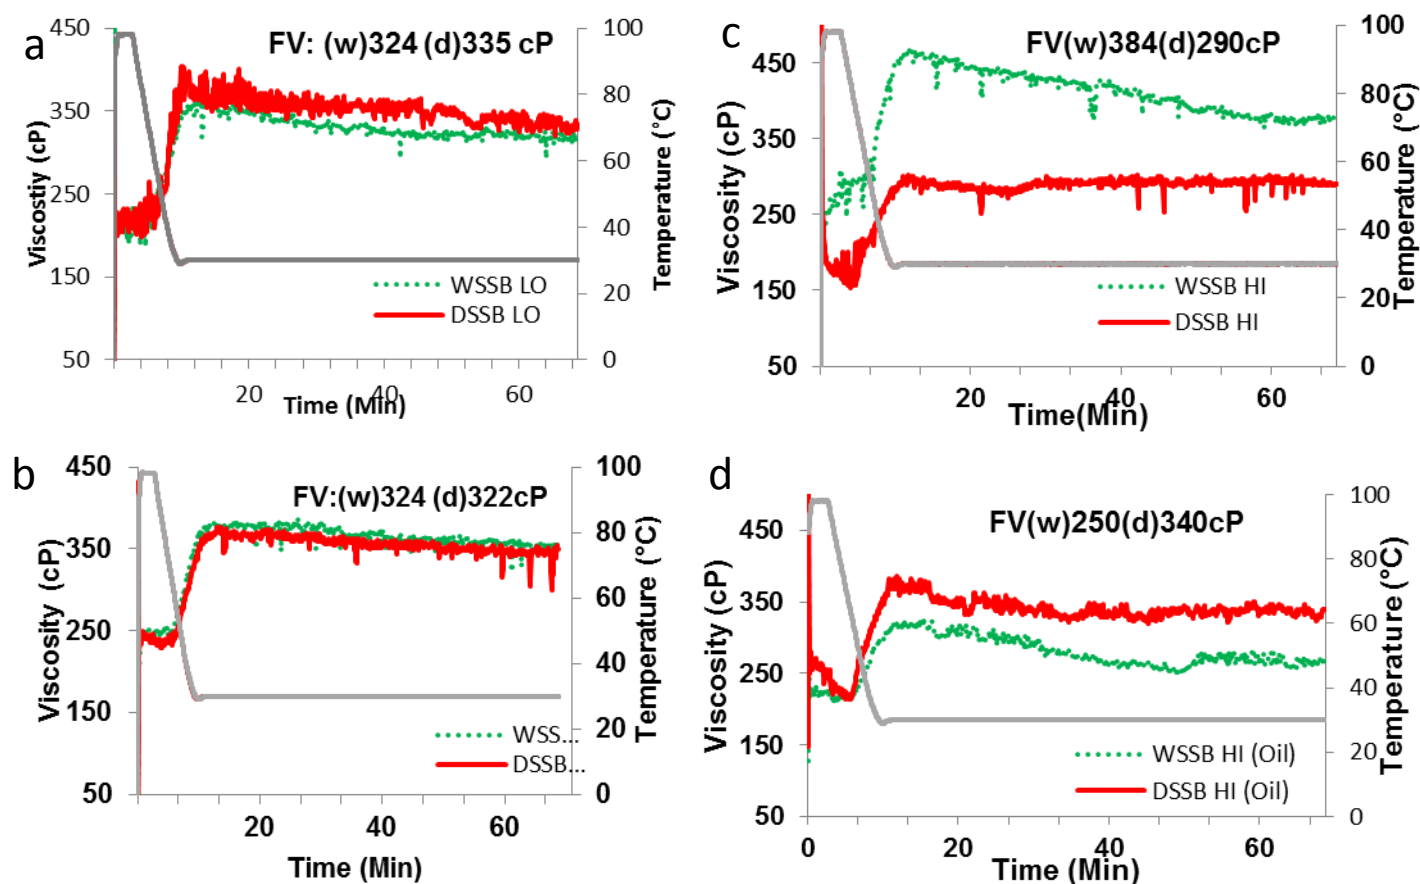 a
FV: (w)324 (d)335 cP
450
350
250
150
50
Viscostiy (cP)
100
80
60
40
20
0
Temperature (°C)
WSSB LO
DSSB LO
20
40
60
Time (Min)
c
FV(w)384(d)290cP
450
350
250
150
50
Viscosity (cP)
100
80
60
40
20
0
Temperature (°C)
WSSB HI
DSSB HI
20
40
60
Time(Min)
b
FV:(w)324 (d)322cP
450
350
250
150
50
Viscosity (cP)
100
80
60
40
20
0
Temperature (°C)
WSS...
DSSB...
20
40
60
Time (Min)
d
FV(w)250(d)340cP
450
350
250
150
50
Viscosity (cP)
100
80
60
40
20
0
Temperature (°C)
WSSB HI (Oil)
DSSB HI (Oil)
0
20
40
60
Time (Min)